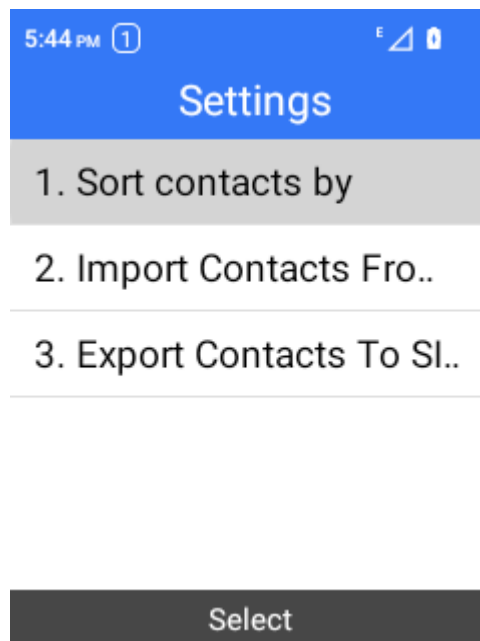 5:44 PM 1 E
Settings
1. Sort contacts by
2. Import Contacts Fro..
3. Export Contacts To SI..
Select